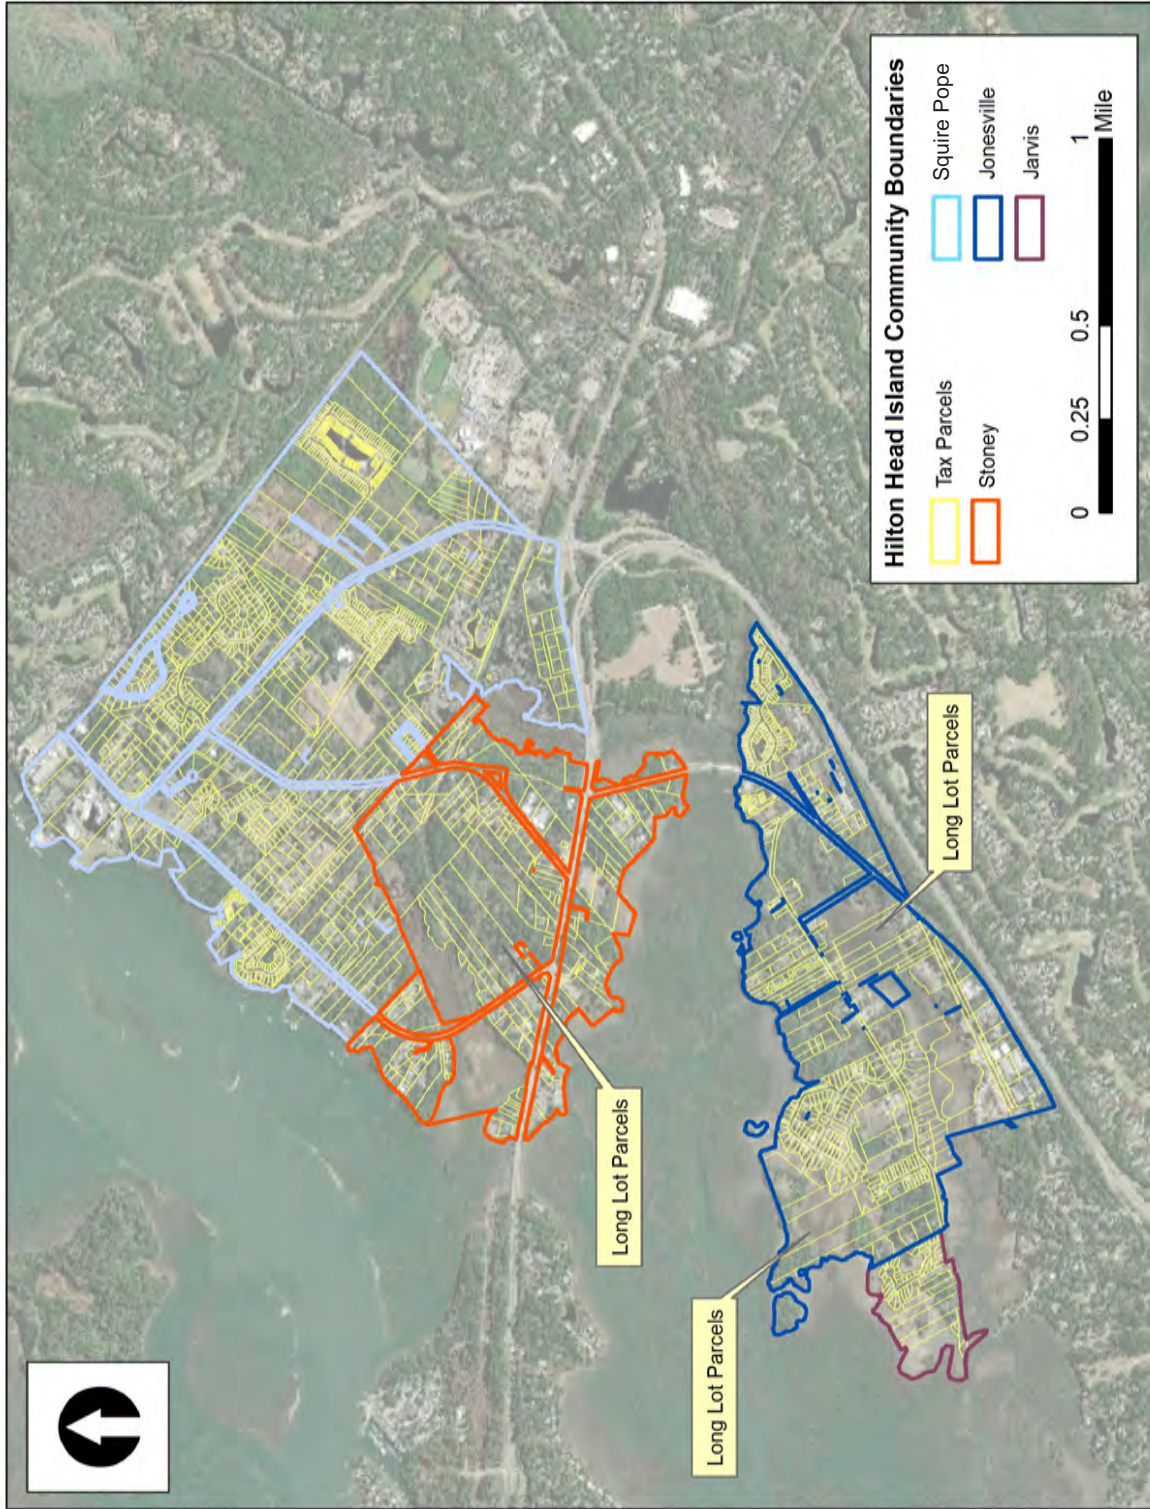 Hilton Head Island Community Boundaries
Tax Parcels
Squire Pope
Stoney
Jonesville
Jarvis
0 0.25 0.5 1
Mile
Long Lot Parcels
Long Lot Parcels
Long Lot Parcels